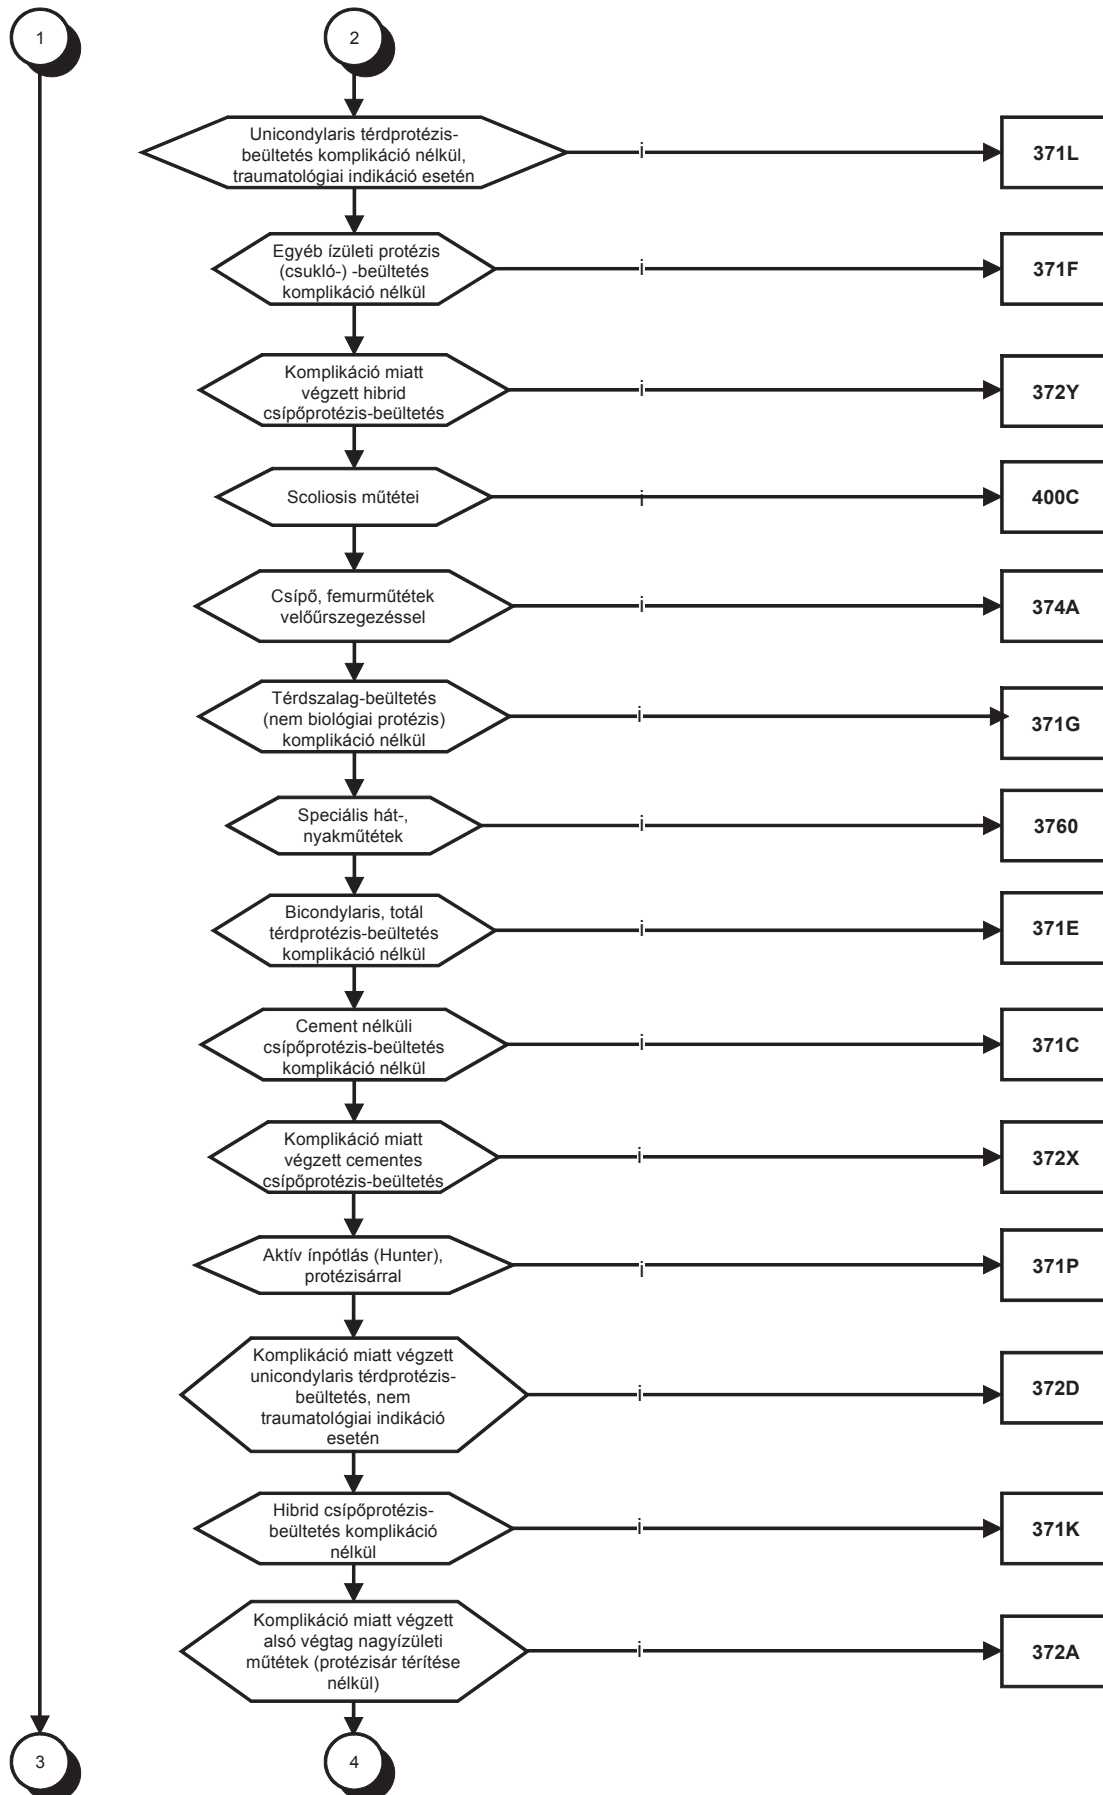 1
2
Unicondylaris térdprotézis-
beültetés komplikáció nélkül,
traumatológiai indikáció esetén
i
371L
Egyéb ízületi protézis
(csukló-) -beültetés
komplikáció nélkül
i
371F
Komplikáció miatt
végzett hibrid
csípőprotézis-beültetés
i
372Y
Scoliosis műtétei
i
400C
Csípő, femurműtétek
velőűrszegezéssel
i
374A
Térdszalag-beültetés
(nem biológiai protézis)
komplikáció nélkül
i
371G
Speciális hát-,
nyakműtétek
i
3760
Bicondylaris, totál
térdprotézis-beültetés
komplikáció nélkül
i
371E
Cement nélküli
csípőprotézis-beültetés
komplikáció nélkül
i
371C
Komplikáció miatt
végzett cementes
csípőprotézis-beültetés
i
372X
Aktív ínpótlás (Hunter),
protézisárral
i
371P
Komplikáció miatt végzett
unicondylaris térdprotézis-
beültetés, nem
traumatológiai indikáció
esetén
i
372D
Hibrid csípőprotézis-
beültetés komplikáció
nélkül
i
371K
Komplikáció miatt végzett
alsó végtag nagyízületi
műtétek (protézisár térítése
nélkül)
i
372A
3
4